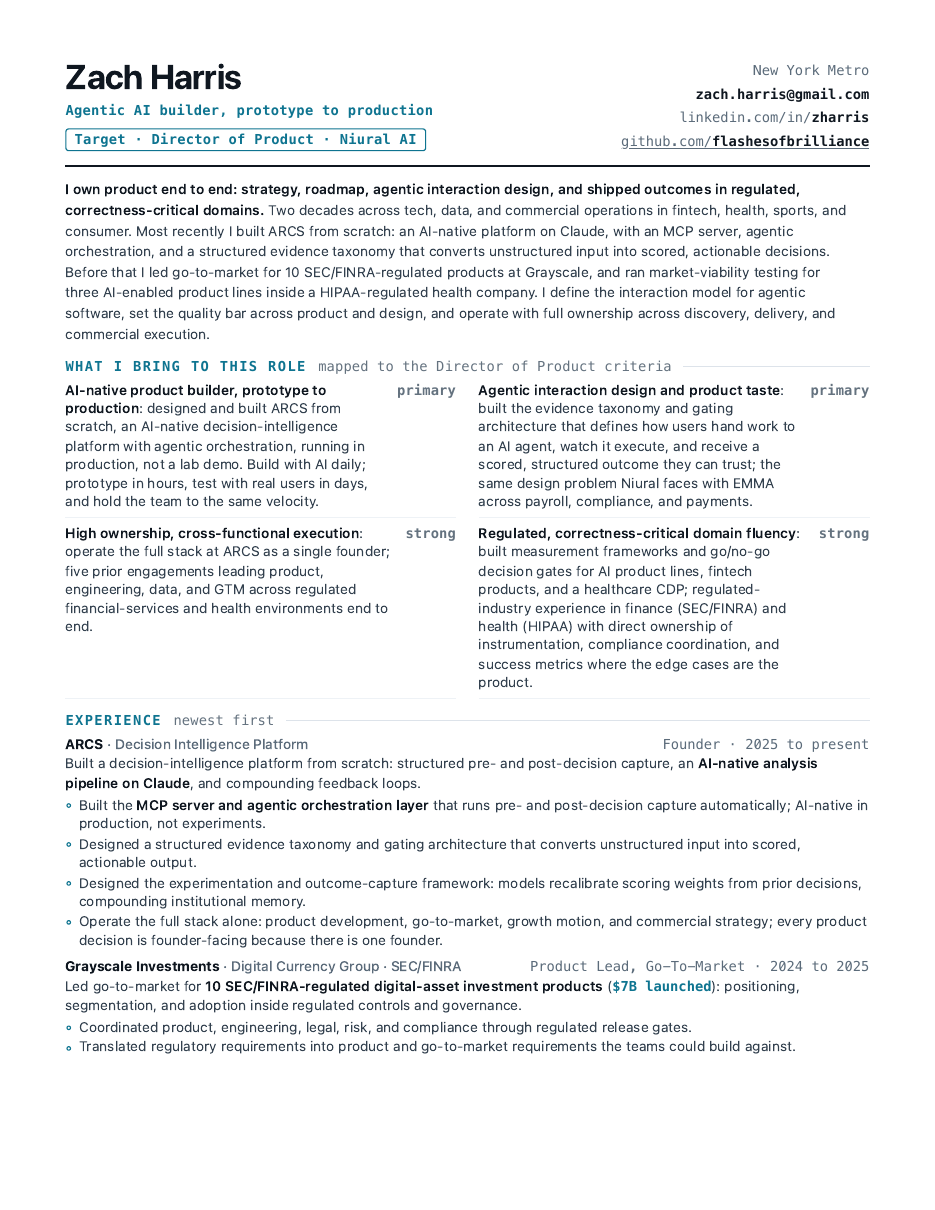 Zach Harris
Agentic AI builder, prototype to production
Target · Director of Product · Niural AI
New York Metro
zach.harris@gmail.com
linkedin.com/in/zharris
github.com/flashesofbrilliance
I own product end to end: strategy, roadmap, agentic interaction design, and shipped outcomes in regulated,
correctness-critical domains. Two decades across tech, data, and commercial operations in fintech, health, sports, and
consumer. Most recently I built ARCS from scratch: an AI-native platform on Claude, with an MCP server, agentic
orchestration, and a structured evidence taxonomy that converts unstructured input into scored, actionable decisions.
Before that I led go-to-market for 10 SEC/FINRA-regulated products at Grayscale, and ran market-viability testing for
three AI-enabled product lines inside a HIPAA-regulated health company. I define the interaction model for agentic
software, set the quality bar across product and design, and operate with full ownership across discovery, delivery, and
commercial execution.
WHAT I BRING TO THIS ROLE mapped to the Director of Product criteria
AI-native product builder, prototype to primary
production: designed and built ARCS from
scratch, an AI-native decision-intelligence
platform with agentic orchestration, running in
production, not a lab demo. Build with AI daily;
prototype in hours, test with real users in days,
and hold the team to the same velocity.
Agentic interaction design and product taste: primary
built the evidence taxonomy and gating
architecture that defines how users hand work to
an AI agent, watch it execute, and receive a
scored, structured outcome they can trust; the
same design problem Niural faces with EMMA
across payroll, compliance, and payments.
High ownership, cross-functional execution: strong
operate the full stack at ARCS as a single founder;
five prior engagements leading product,
engineering, data, and GTM across regulated
financial-services and health environments end to
end.
Regulated, correctness-critical domain fluency: strong
built measurement frameworks and go/no-go
decision gates for AI product lines, fintech
products, and a healthcare CDP; regulated-
industry experience in finance (SEC/FINRA) and
health (HIPAA) with direct ownership of
instrumentation, compliance coordination, and
success metrics where the edge cases are the
product.
EXPERIENCE newest first
ARCS · Decision Intelligence Platform Founder · 2025 to present
Built a decision-intelligence platform from scratch: structured pre- and post-decision capture, an AI-native analysis
pipeline on Claude, and compounding feedback loops.
Built the MCP server and agentic orchestration layer that runs pre- and post-decision capture automatically; AI-native in
production, not experiments.
Designed a structured evidence taxonomy and gating architecture that converts unstructured input into scored,
actionable output.
Designed the experimentation and outcome-capture framework: models recalibrate scoring weights from prior decisions,
compounding institutional memory.
Operate the full stack alone: product development, go-to-market, growth motion, and commercial strategy; every product
decision is founder-facing because there is one founder.
Grayscale Investments · Digital Currency Group · SEC/FINRA Product Lead, Go-To-Market · 2024 to 2025
Led go-to-market for 10 SEC/FINRA-regulated digital-asset investment products ($7B launched): positioning,
segmentation, and adoption inside regulated controls and governance.
Coordinated product, engineering, legal, risk, and compliance through regulated release gates.
Translated regulatory requirements into product and go-to-market requirements the teams could build against.